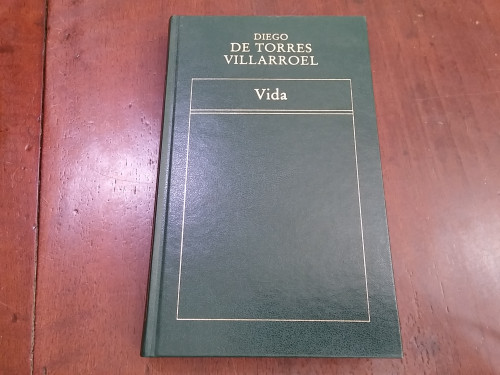 DIEGO
DE TORRES
VILLARROEL
Vida